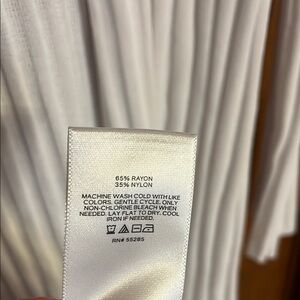 65% RAYON
35% NYLON
MACHINE WASH COLD WITH LIKE
COLORS. GENTLE CYCLE. ONLY
NON-CHLORINE BLEACH WHEN
NEEDED. LAY FLAT TO DRY. COOL
IRON IF NEEDED.
RN# 55285